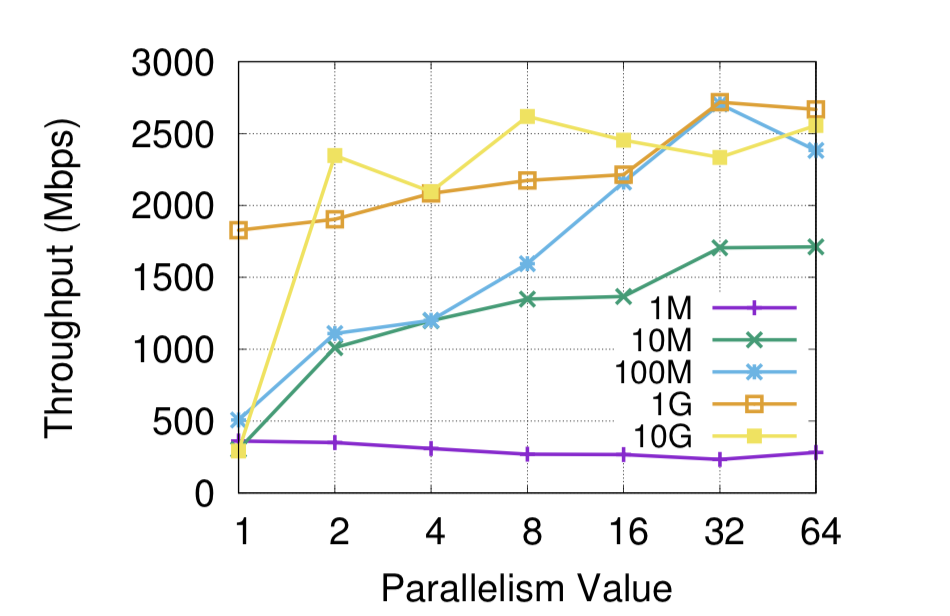 3000
2500
2000
1500
1000
500
0
Throughput (Mbps)
1M
10M
100M
1G
10G
1 2 4 8 16 32 64
Parallelism Value